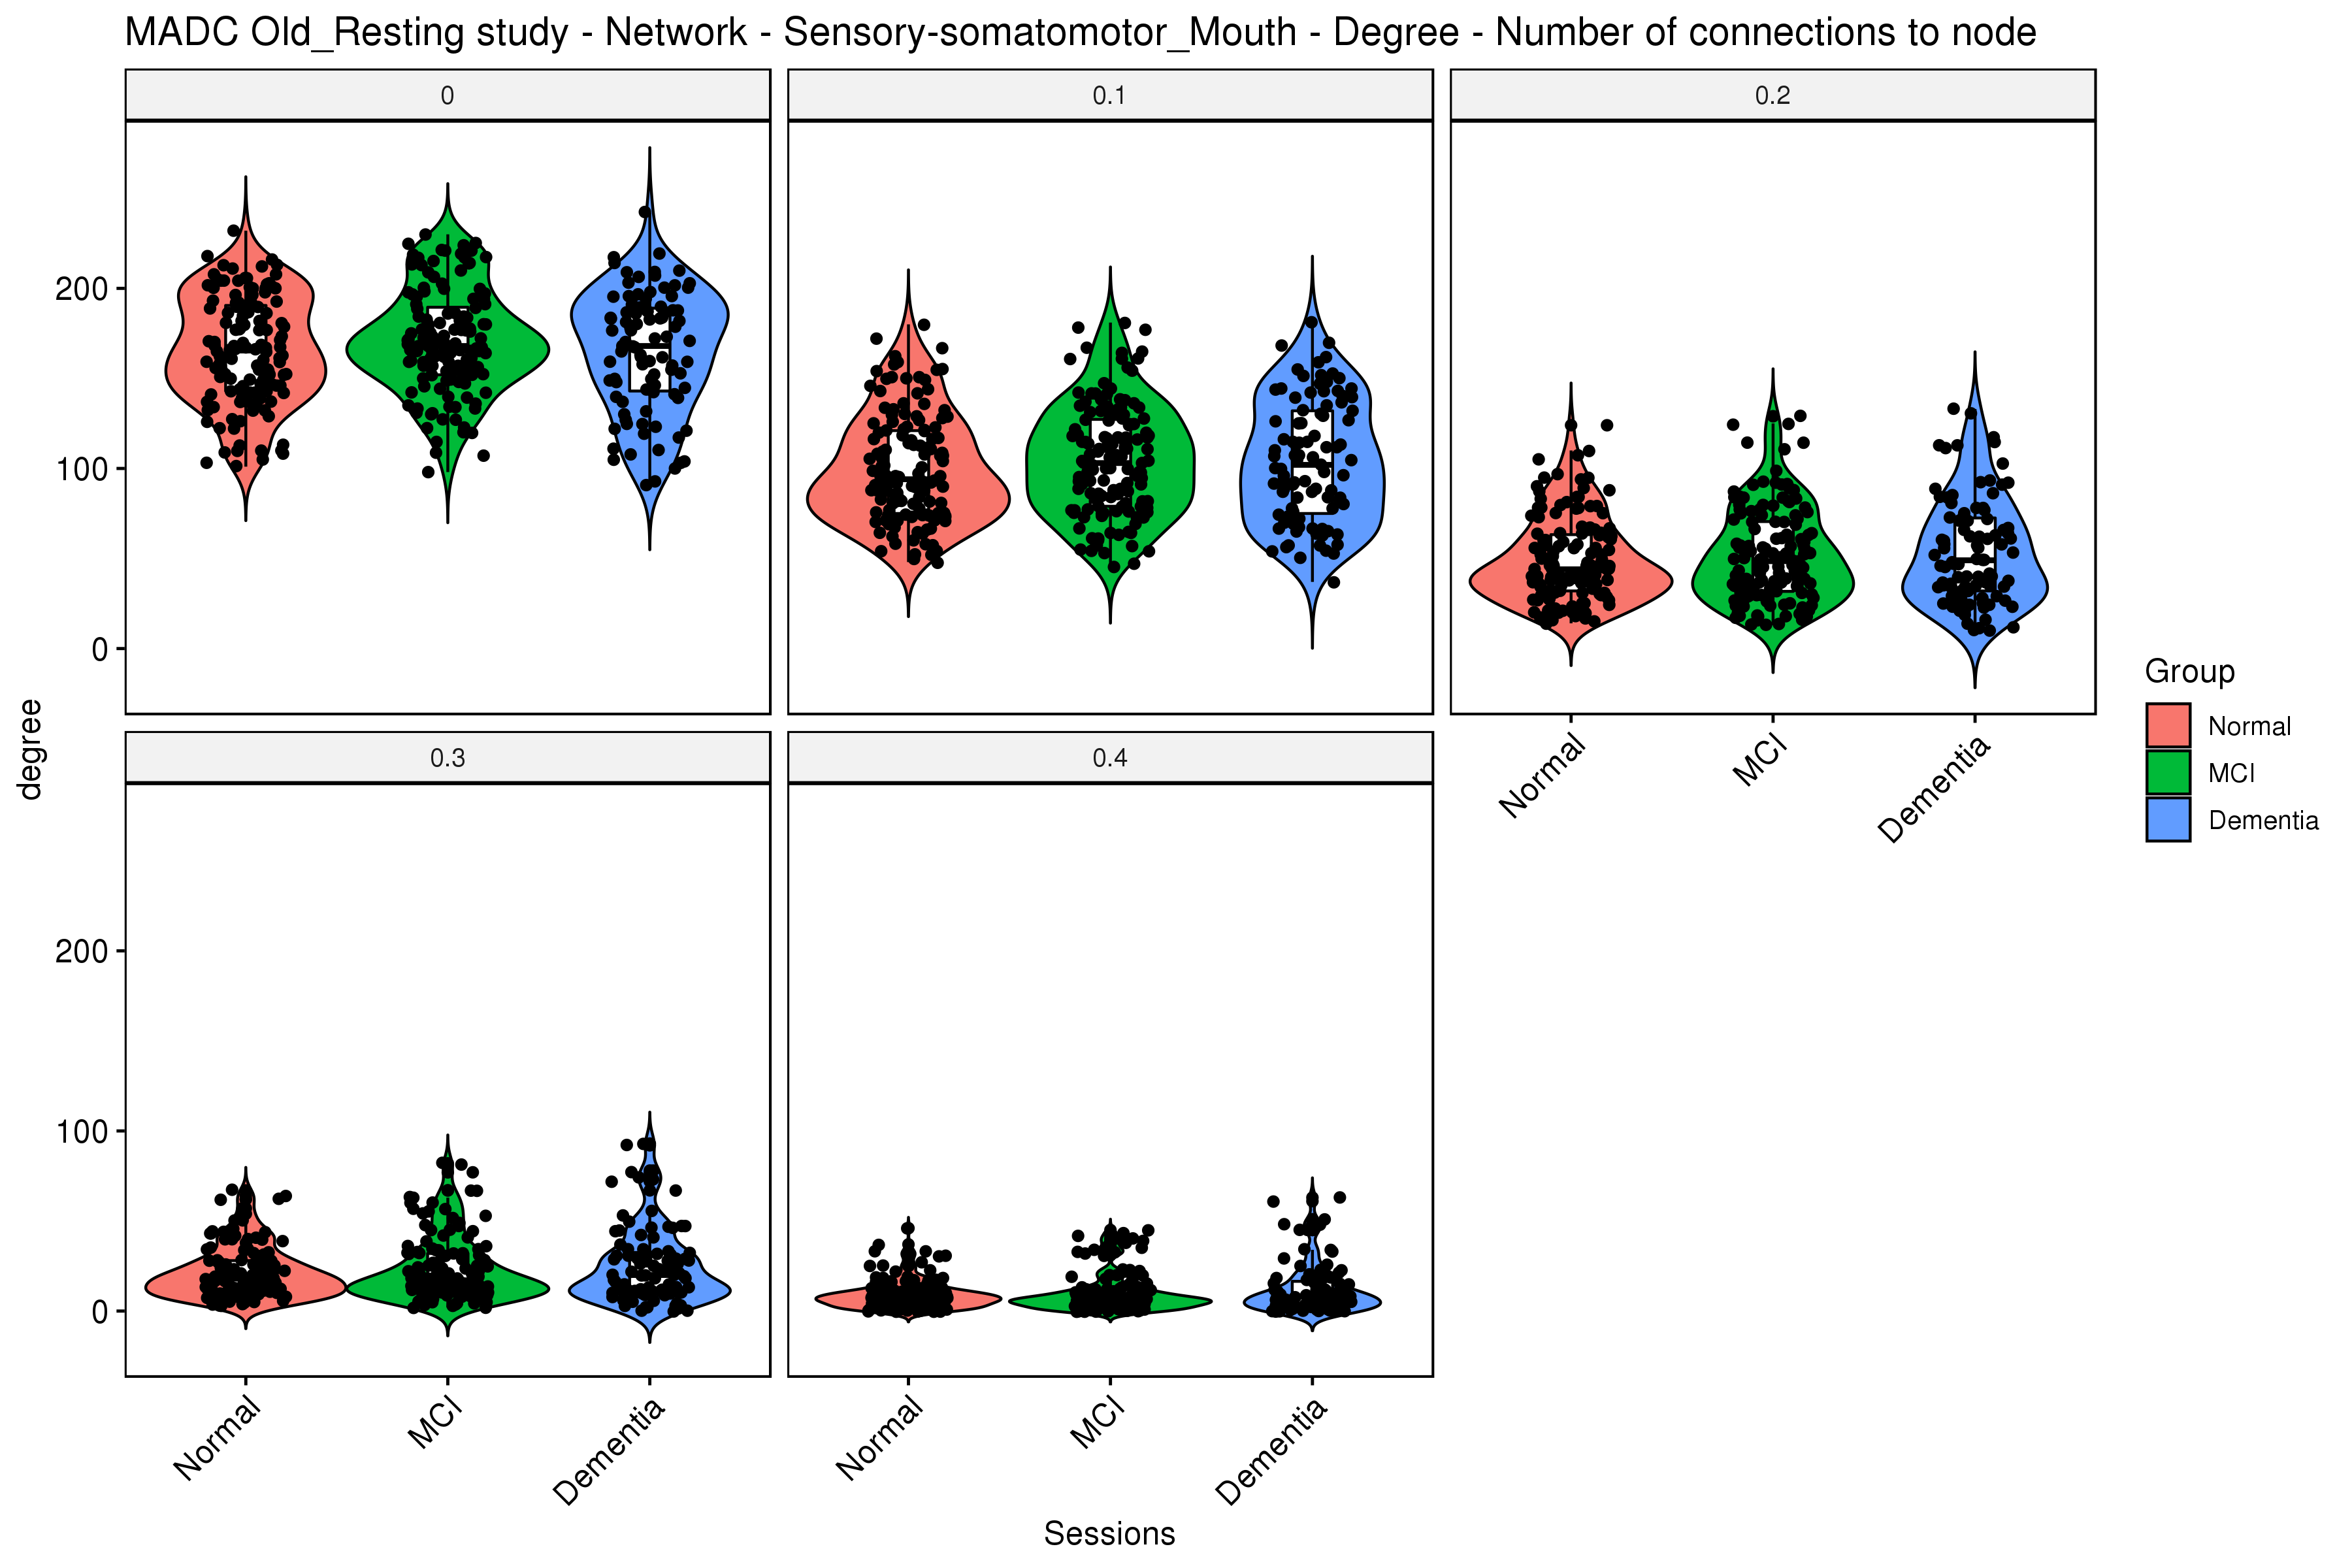 MADC Old_Resting study - Network - Sensory-somatomotor_Mouth - Degree - Number of connections to node
0
0.1
0.2
200
100
0
degree
Normal
MCI
Dementia
Group
Normal
MCI
Dementia
0.3
0.4
200
100
0
Normal
MCI
Dementia
Normal
MCI
Dementia
Sessions